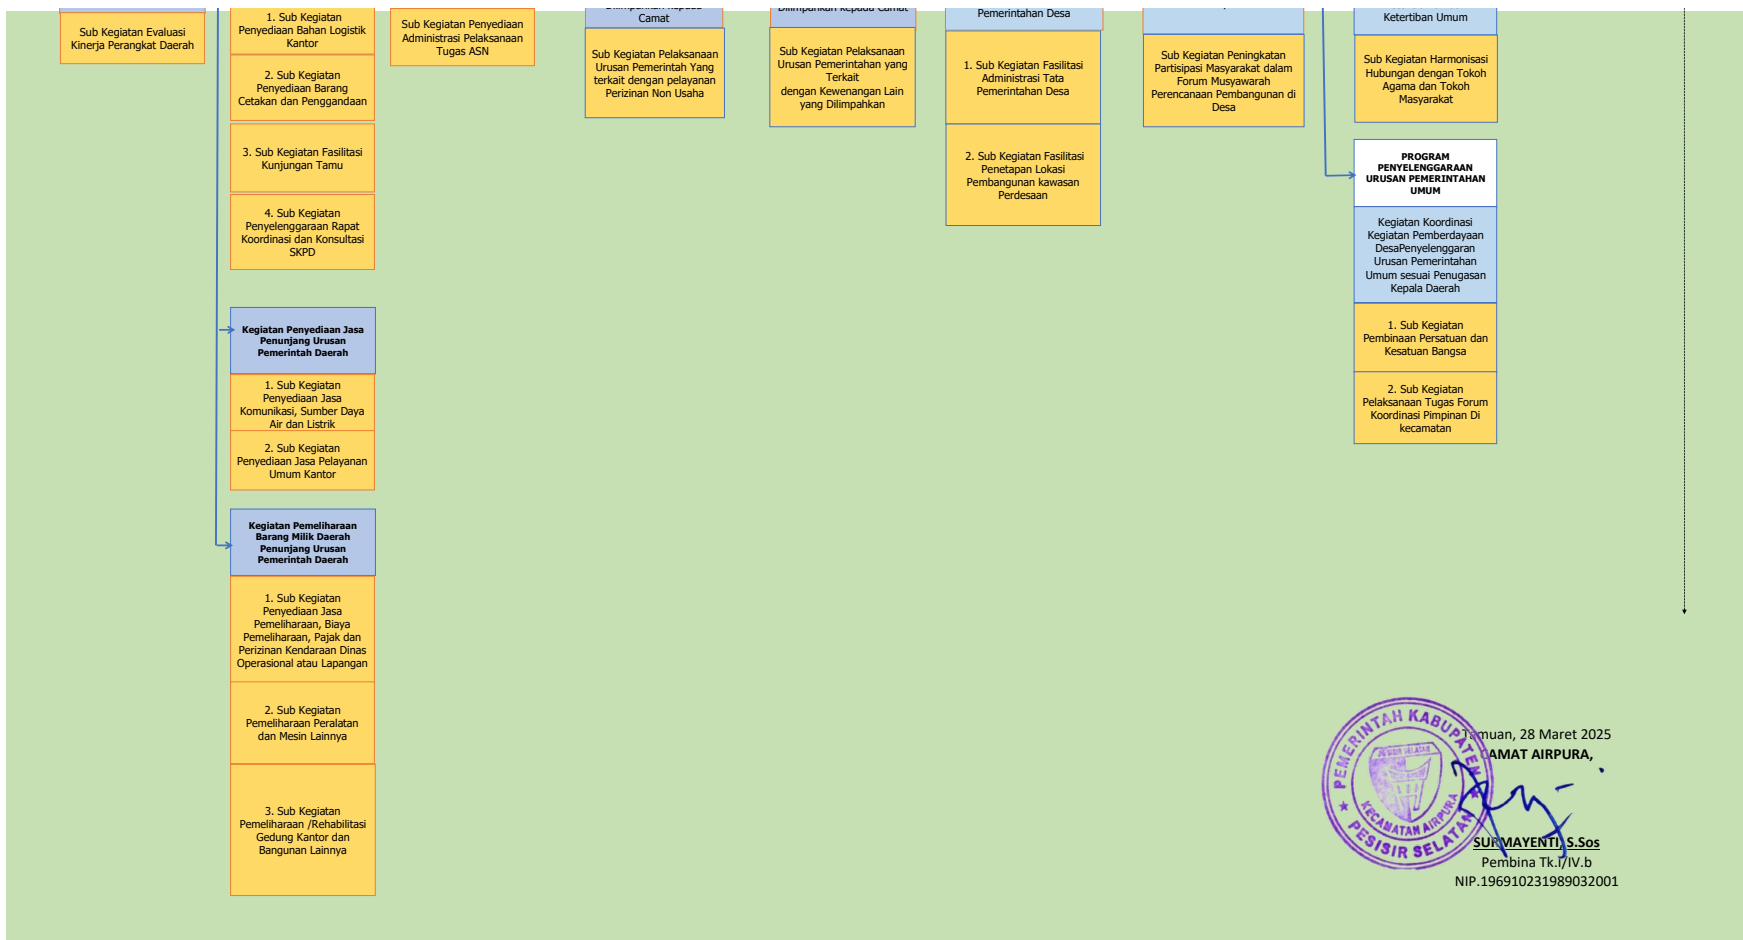 Sub Kegiatan Evaluasi
Kinerja Perangkat Daerah
1. Sub Kegiatan
Penyediaan Bahan Logistik
Kantor
2. Sub Kegiatan
Penyediaan Barang
Cetakan dan Penggandaan
3. Sub Kegiatan Fasilitasi
Kunjungan Tamu
4. Sub Kegiatan
Penyelenggaraan Rapat
Koordinasi dan Konsultasi
SKPD
Kegiatan Penyediaan Jasa
Penunjang Urusan
Pemerintah Daerah
1. Sub Kegiatan
Penyediaan Jasa
Komunikasi, Sumber Daya
Air dan Listrik
2. Sub Kegiatan
Penyediaan Jasa Pelayanan
Umum Kantor
Kegiatan Pemeliharaan
Barang Milik Daerah
Penunjang Urusan
Pemerintah Daerah
1. Sub Kegiatan
Penyediaan Jasa
Pemeliharaan, Biaya
Pemeliharaan, Pajak dan
Perizinan Kendaraan Dinas
Operasional atau Lapangan
2. Sub Kegiatan
Pemeliharaan Peralatan
dan Mesin Lainnya
3. Sub Kegiatan
Pemeliharaan /Rehabilitasi
Gedung Kantor dan
Bangunan Lainnya
Sub Kegiatan Penyediaan
Administrasi Pelaksanaan
Tugas ASN
Dilimpahkan kepada
Camat
Sub Kegiatan Pelaksanaan
Urusan Pemerintah Yang
terkait dengan pelayanan
Perizinan Non Usaha
Dilimpahkan kepada Camat
Sub Kegiatan Pelaksanaan
Urusan Pemerintahan yang
Terkait
dengan Kewenangan Lain
yang Dilimpahkan
Pemerintahan Desa
1. Sub Kegiatan Fasilitasi
Administrasi Tata
Pemerintahan Desa
2. Sub Kegiatan Fasilitasi
Penetapan Lokasi
Pembangunan kawasan
Perdesaan
Sub Kegiatan Peningkatan
Partisipasi Masyarakat dalam
Forum Musyawarah
Perencanaan Pembangunan di
Desa
Ketertiban Umum
Sub Kegiatan Harmonisasi
Hubungan dengan Tokoh
Agama dan Tokoh
Masyarakat
PROGRAM
PENYELENGGARAAN
URUSAN PEMERINTAHAN
UMUM
Kegiatan Koordinasi
Kegiatan Pemberdayaan
DesaPenyelenggaran
Urusan Pemerintahan
Umum sesuai Penugasan
Kepala Daerah
1. Sub Kegiatan
Pembinaan Persatuan dan
Kesatuan Bangsa
2. Sub Kegiatan
Pelaksanaan Tugas Forum
Koordinasi Pimpinan Di
kecamatan
Tamuan, 28 Maret 2025
CAMAT AIRPURA,
PEMERINTAH KABUPATEN
PESISIR SELATAN
KECAMATAN AIRPURA
PESISIR SELATAN
SURMAYENTI, S.Sos
Pembina Tk.I/IV.b
NIP.196910231989032001